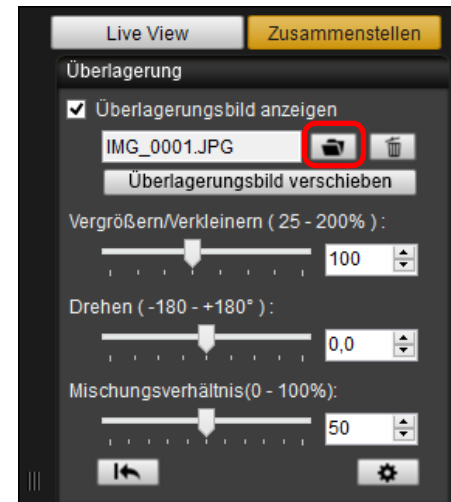 Live View Zusammenstellen
Überlagerung
Überlagerungsbild anzeigen
IMG_0001.JPG
Überlagerungsbild verschieben
Vergrößern/Verkleinern ( 25 - 200% ) :
100
Drehen ( -180 - +180° ) :
0,0
Mischungsverhältnis(0 - 100%):
50